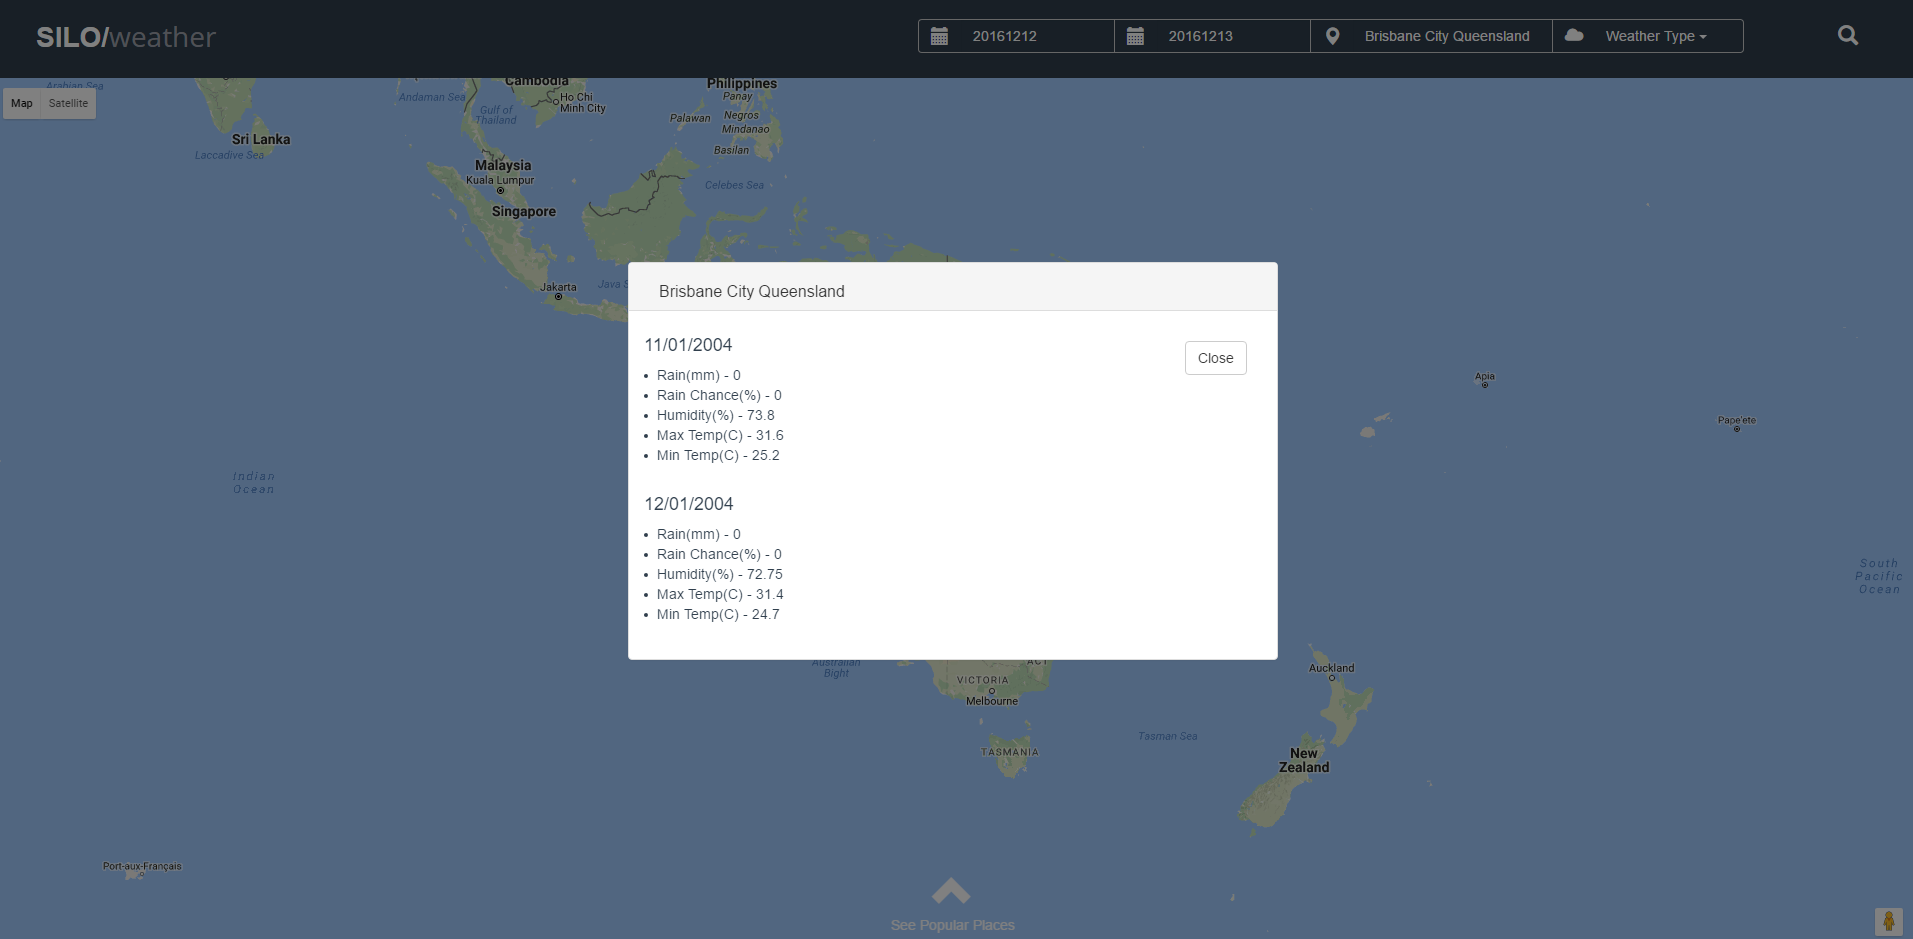 SILO/weather
20161212
20161213
Brisbane City Queensland
Weather Type
Map
Satellite
Arabian Sea
Sri Lanka
Laccadive Sea
Andaman Sea
Gulf of
Thailand
Cambodia
Ho Chi
Minh City
Philippines
Panay
Palawan
Negros
Mindanao
Basilan
Malaysia
Kuala Lumpur
Celebes Sea
Singapore
Jakarta
Java S
Brisbane City Queensland
Close
11/01/2004
Rain(mm) - 0
Rain Chance(%) - 0
Humidity(%) - 73.8
Max Temp(C) - 31.6
Min Temp(C) - 25.2
12/01/2004
Rain(mm) - 0
Rain Chance(%) - 0
Humidity(%) - 72.75
Max Temp(C) - 31.4
Min Temp(C) - 24.7
Apia
Pape'ete
Indian
Ocean
South
Pacific
Ocean
Australian
Bight
ACT
VICTORIA
Melbourne
TASMANIA
Tasman Sea
Auckland
New
Zealand
Port-aux-Français
See Popular Places